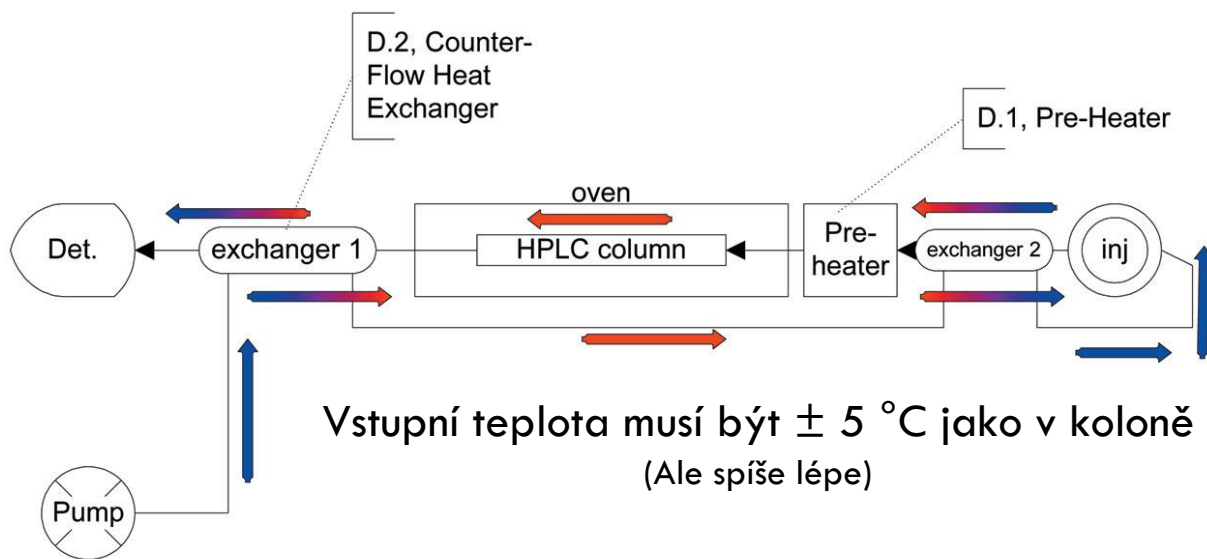 D.2, Counter-
Flow Heat
Exchanger
D.1, Pre-Heater
oven
Det.
exchanger 1
HPLC column
Pre-
heater
exchanger 2
inj
Vstupní teplota musí být ± 5 °C jako v koloně
(Ale spíše lépe)
Pump